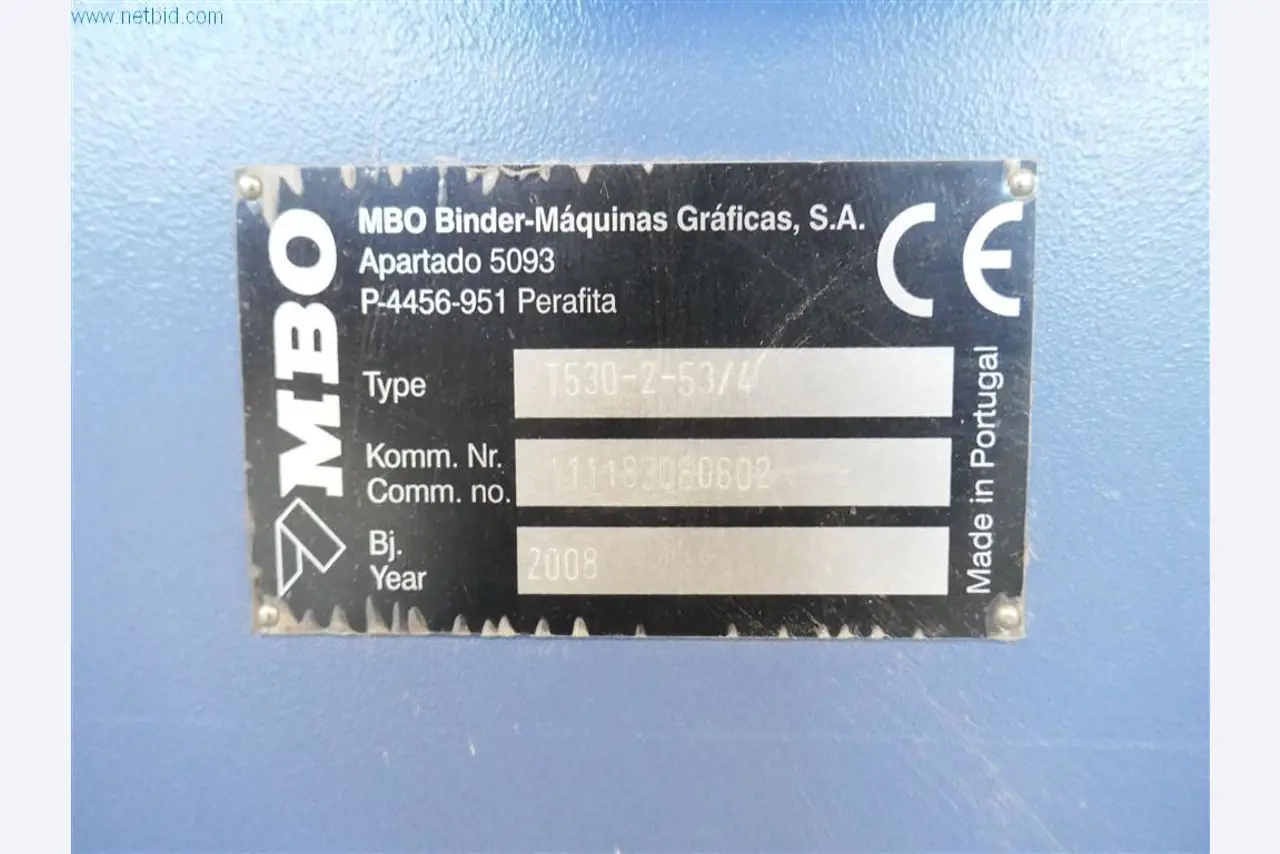 www.netbid.com
MBO
MBO Binder-Máquinas Gráficas, S.A.
Apartado 5093
P-4456-951 Perafita
CE
Type T530-2-53/4
Komm. Nr.
Comm. no.
Bj.
Year 2008
Made in Portugal